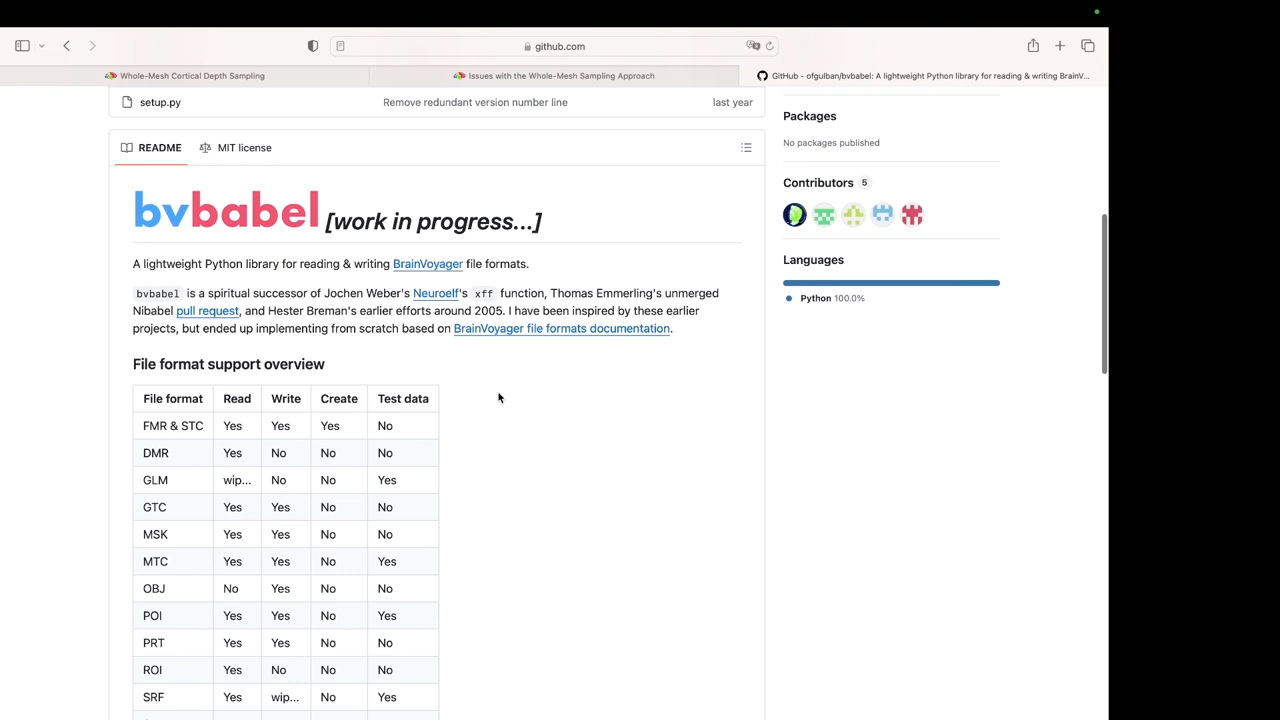 github.com
Whole-Mesh Cortical Depth Sampling
Issues with the Whole-Mesh Sampling Approach
GitHub - ofgulban/bvbabel: A lightweight Python library for reading & writing BrainV...
setup.py Remove redundant version number line last year
README MIT license
bvbabel [work in progress...]
A lightweight Python library for reading & writing BrainVoyager file formats.
bvbabel is a spiritual successor of Jochen Weber's Neuroelf's xff function, Thomas Emmerling's unmerged
Nibabel pull request, and Hester Breman's earlier efforts around 2005. I have been inspired by these earlier
projects, but ended up implementing from scratch based on BrainVoyager file formats documentation.
File format support overview
File format Read Write Create Test data
FMR & STC Yes Yes Yes No
DMR Yes No No No
GLM wip... No No Yes
GTC Yes Yes No No
MSK Yes Yes No No
MTC Yes Yes No Yes
OBJ No Yes No No
POI Yes Yes No Yes
PRT Yes Yes No No
ROI Yes No No No
SRF Yes wip... No Yes
Packages
No packages published
Contributors 5
Languages
Python 100.0%